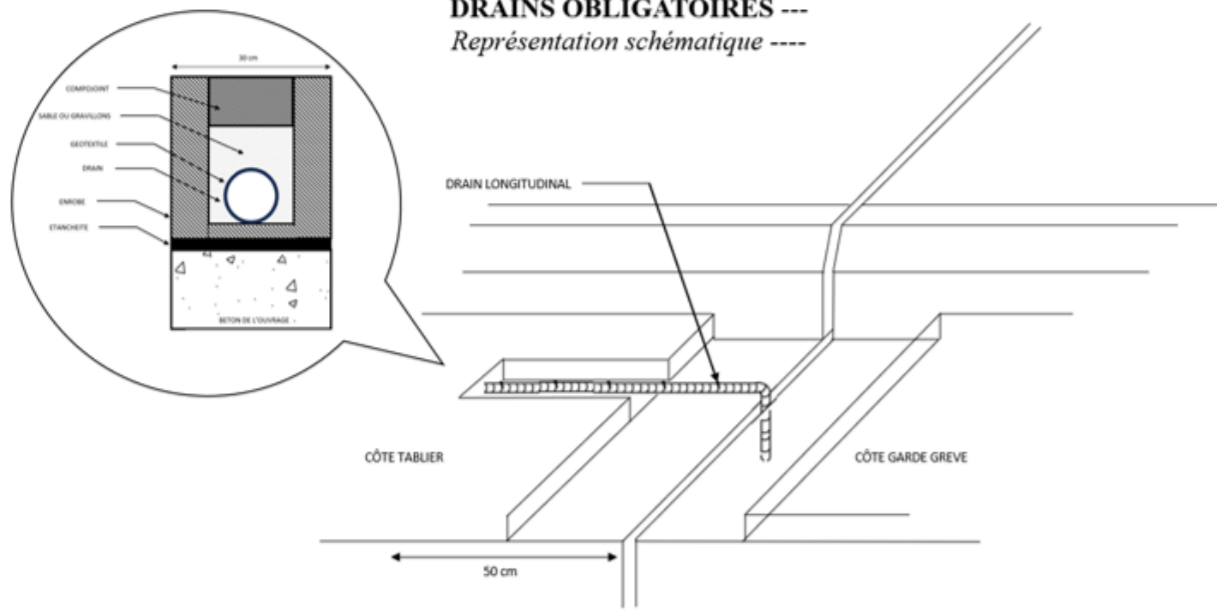 DRAINS OBLIGATOIRES ---
Représentation schématique ----
30 cm
COMPOJOINT
SABLE OU GRAVILLONS
GEOTEXTILE
DRAIN
ENROBE
ETANCHEITE
BETON DE L'OUVRAGE
DRAIN LONGITUDINAL
CÔTE TABLIER
CÔTE GARDE GREVE
50 cm